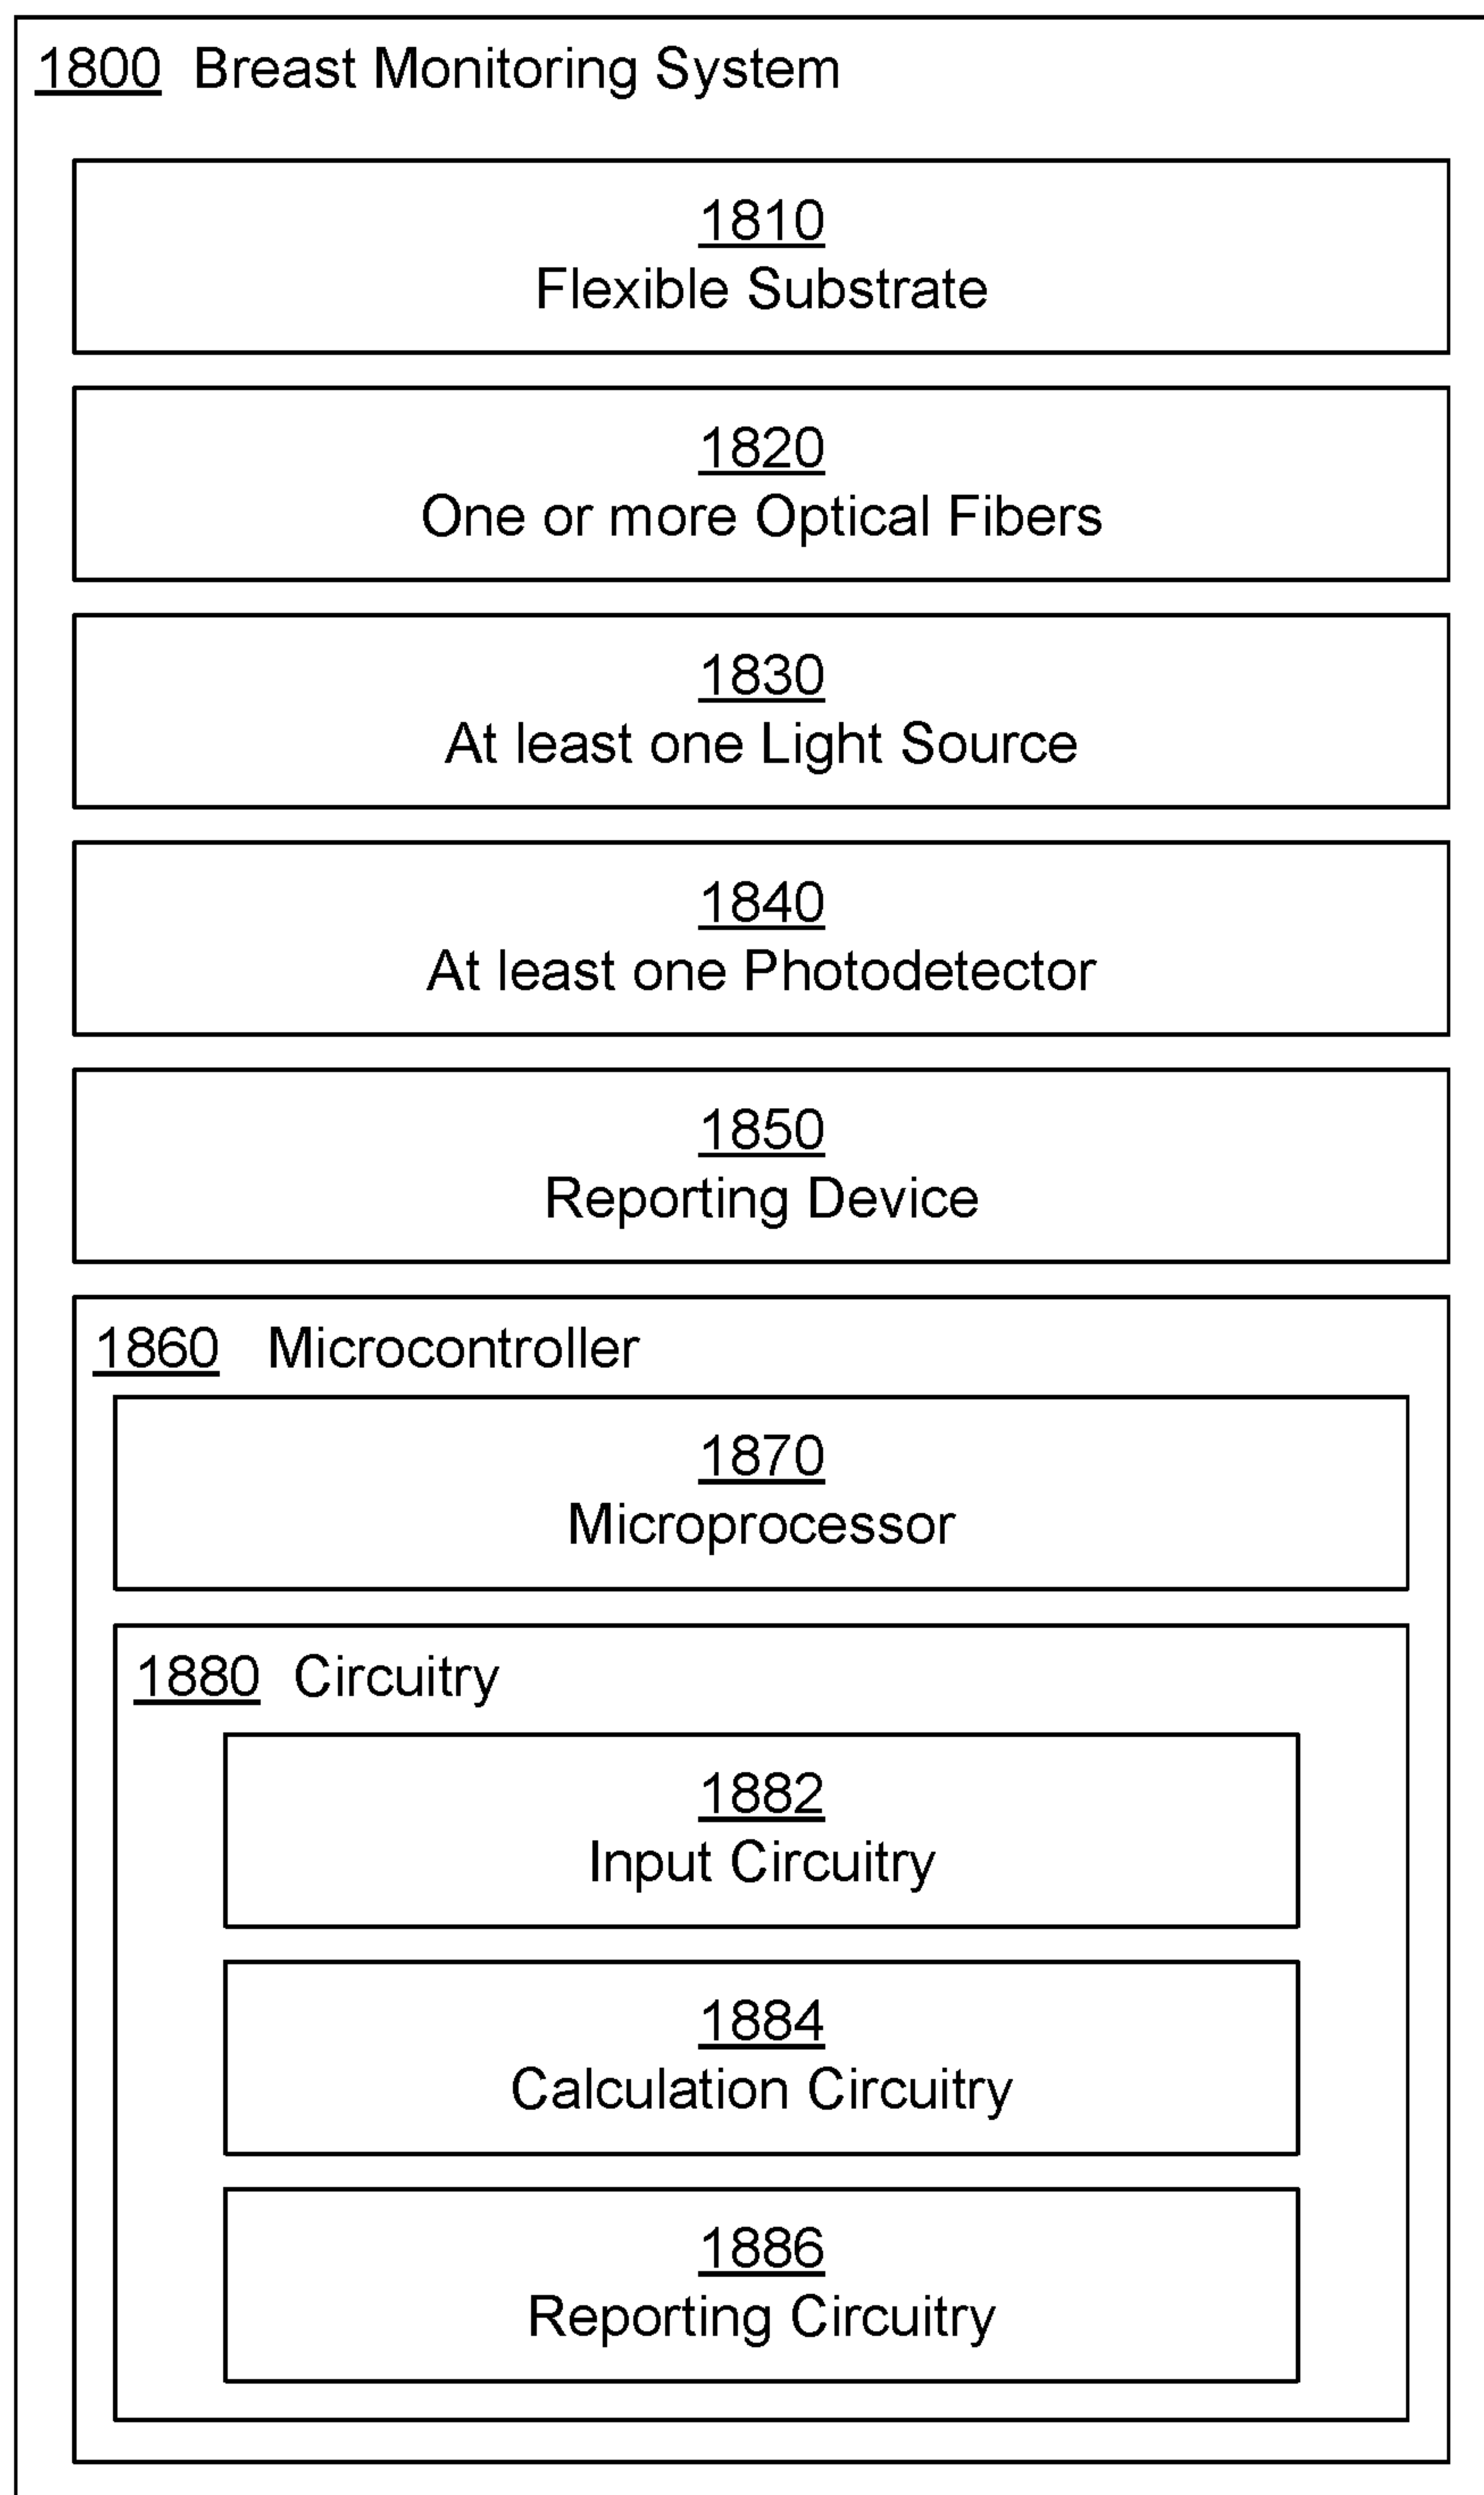 1800 Breast Monitoring System
1810
Flexible Substrate
1820
One or more Optical Fibers
1830
At least one Light Source
1840
At least one Photodetector
1850
Reporting Device
1860 Microcontroller
1870
Microprocessor
1880 Circuitry
1882
Input Circuitry
1884
Calculation Circuitry
1886
Reporting Circuitry